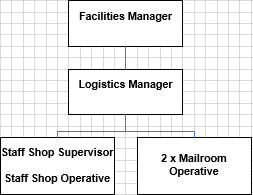 Facilities Manager
Logistics Manager
Staff Shop Supervisor
Staff Shop Operative
2 x Mailroom
Operative